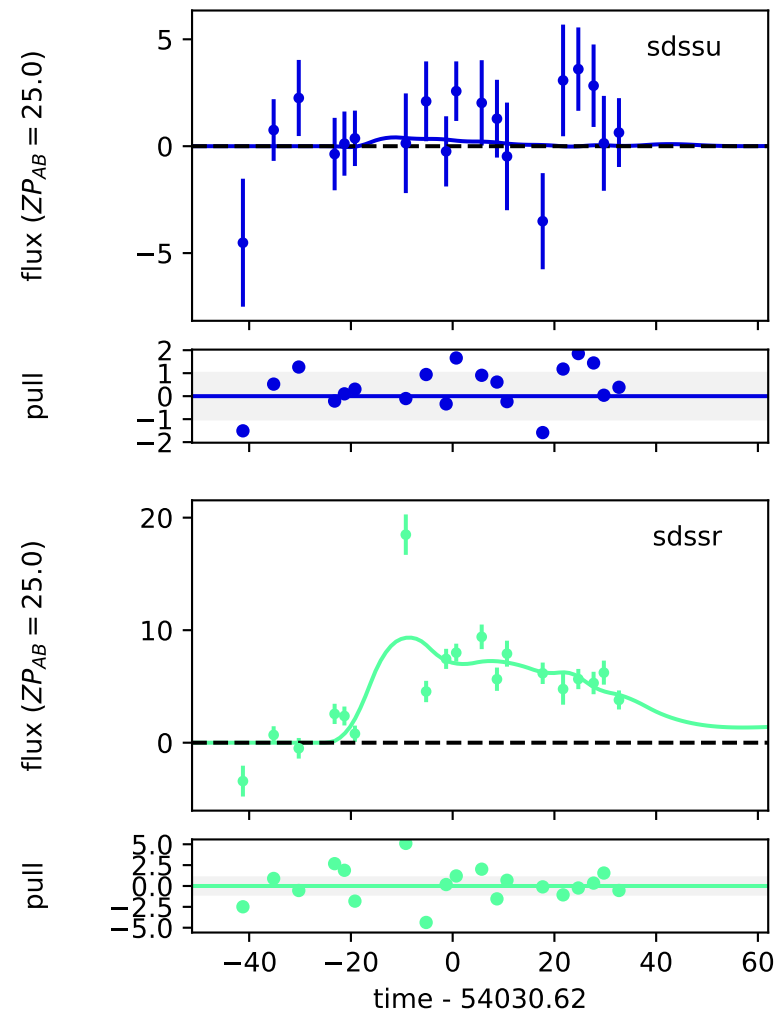 flux (ZP_AB = 25.0)
5
0
−5
sdssu
pull
2
1
0
−1
−2
flux (ZP_AB = 25.0)
20
10
0
sdssr
pull
5.0
2.5
0.0
−2.5
−5.0
−40 −20 0 20 40 60
time - 54030.62